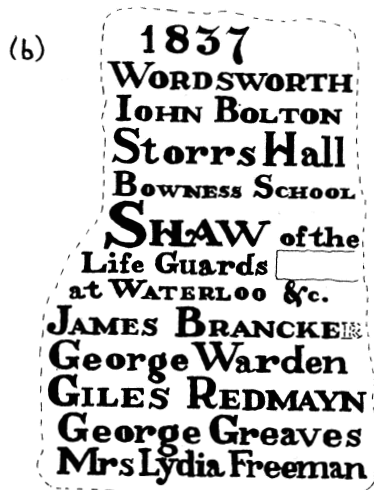 (b)
1837
WORDSWORTH
IOHN BOLTON
Storrs Hall
BOWNESS SCHOOL
SHAW of the
Life Guards
at WATERLOO &c.
JAMES BRANCKER
George Warden
GILES REDMAYN
George Greaves
Mrs Lydia Freeman